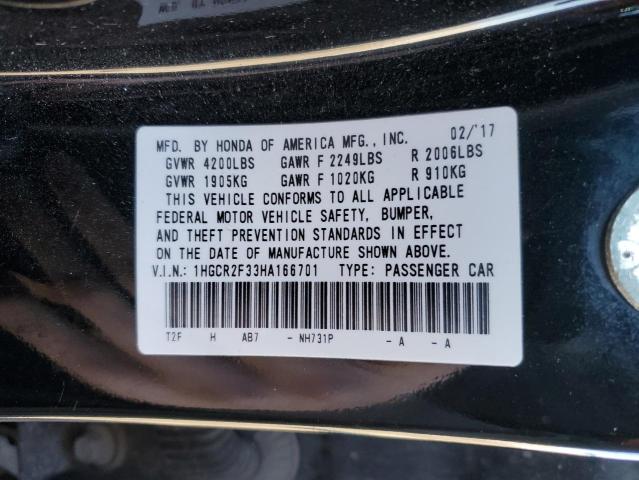 MFD. BY HONDA OF AMERICA MFG., INC. 02/'17
GVWR 4200LBS GAWR F 2249LBS R 2006LBS
GVWR 1905KG GAWR F 1020KG R 910KG
THIS VEHICLE CONFORMS TO ALL APPLICABLE
FEDERAL MOTOR VEHICLE SAFETY, BUMPER,
AND THEFT PREVENTION STANDARDS IN EFFECT
ON THE DATE OF MANUFACTURE SHOWN ABOVE.
V.I.N.: 1HGCR2F33HA166701 TYPE: PASSENGER CAR
T2F H AB7 - NH731P - A - A